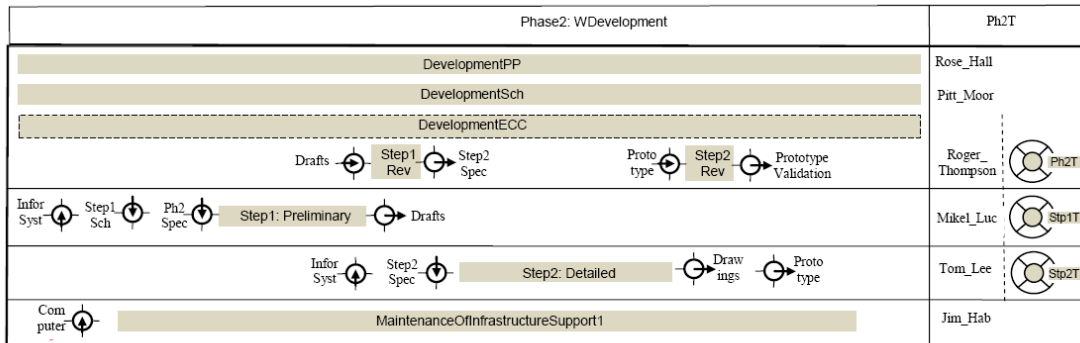 Phase2: WDevelopment
Ph2T
DevelopmentPP
Rose_Hall
DevelopmentSch
Pitt_Moor
DevelopmentECC
Drafts
Step1
Rev
Step2
Spec
Proto
type
Step2
Rev
Prototype
Validation
Roger_
Thompson
Ph2T
Infor
Syst
Step1
Sch
Ph2
Spec
Step1: Preliminary
Drafts
Mikel_Luc
Stp1T
Infor
Syst
Step2
Spec
Step2: Detailed
Draw
ings
Proto
type
Tom_Lee
Stp2T
Com
puter
MaintenanceOfInfrastructureSupport1
Jim_Hab